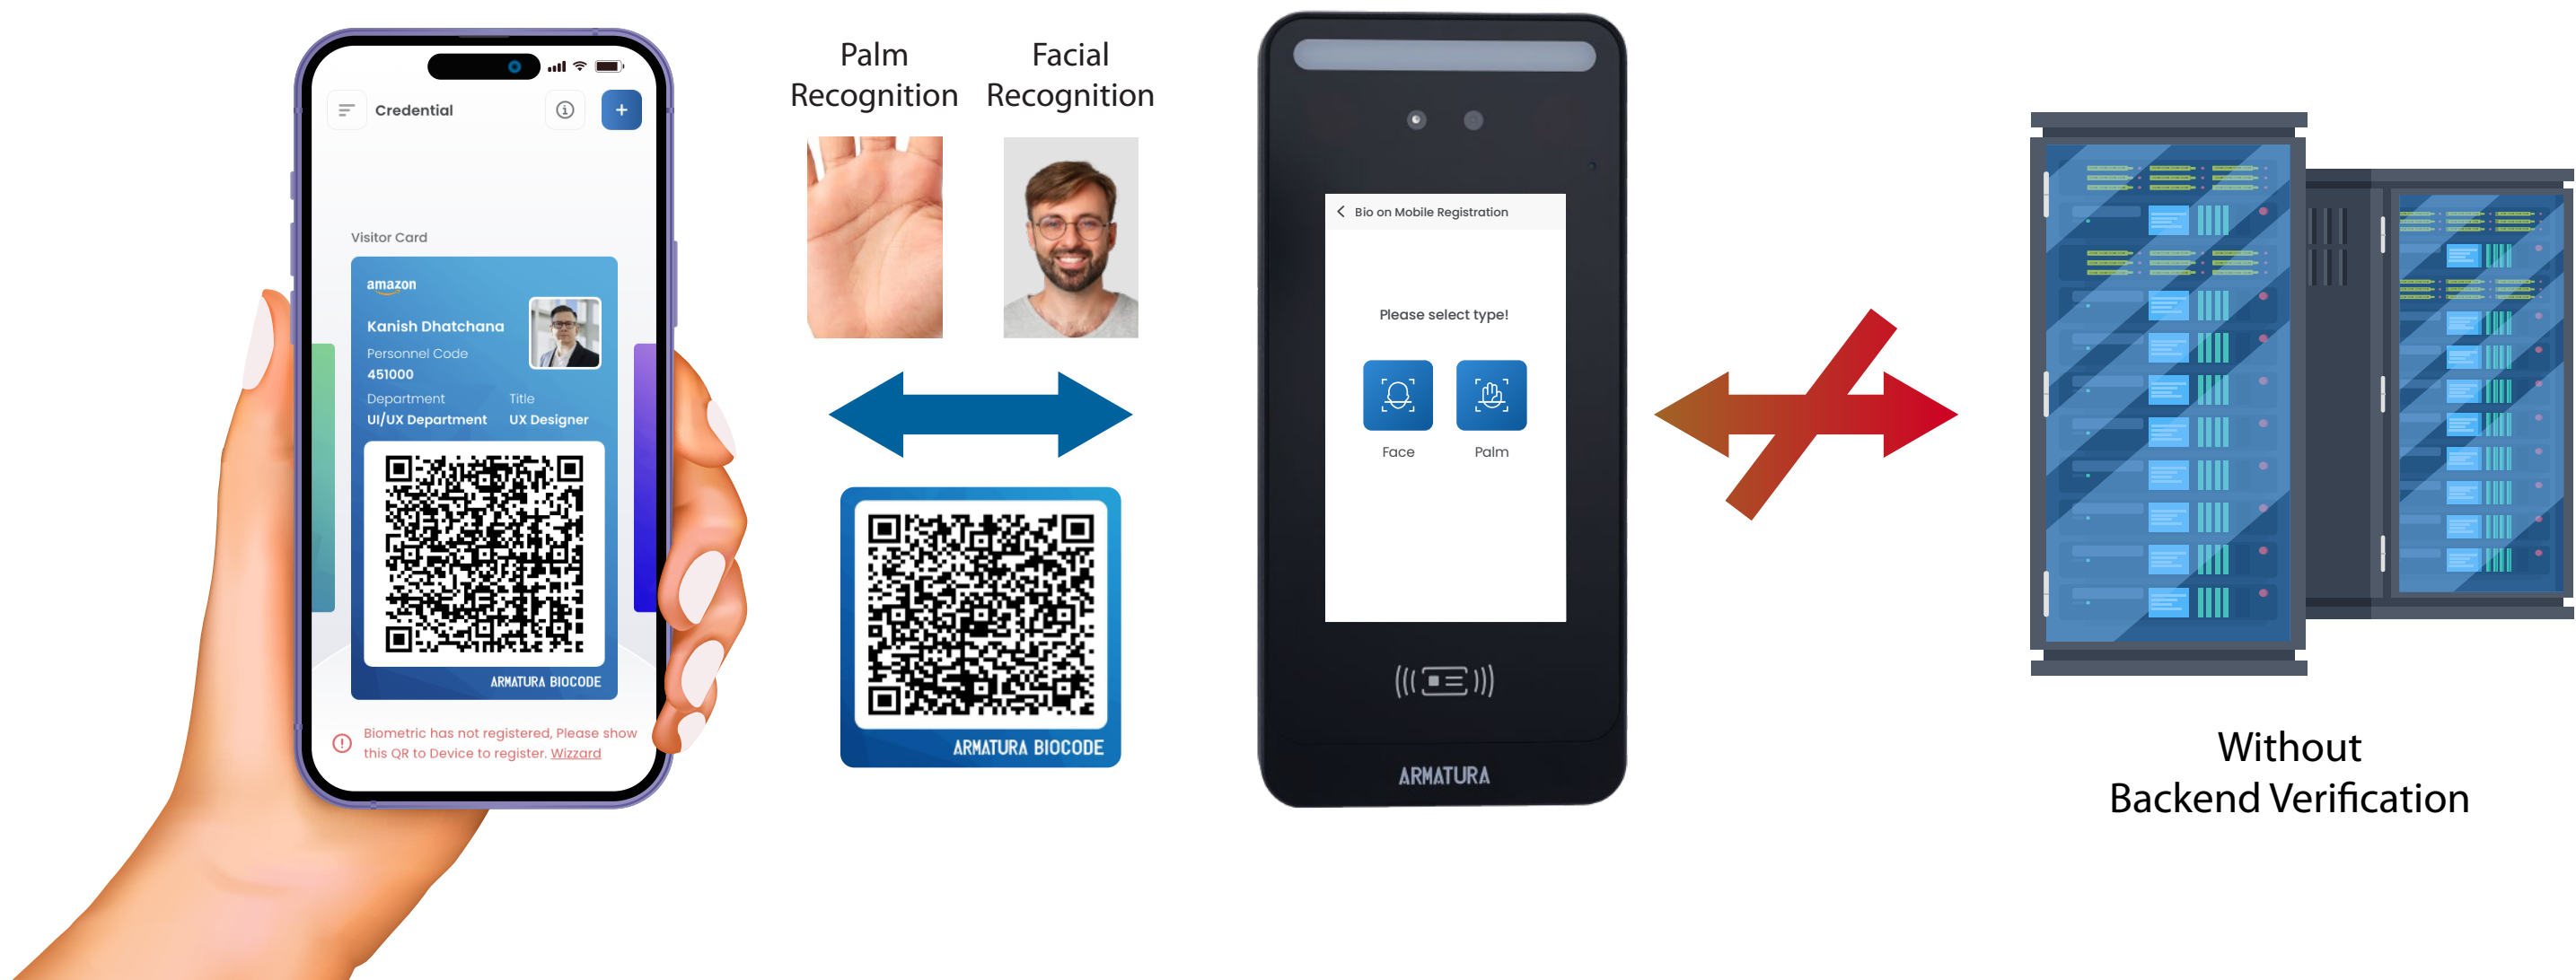 Credential
Visitor Card
amazon
Kanish Dhatchana
Personnel Code
451000
Department Title
UI/UX Department UX Designer
ARMATURA BIOCODE
Biometric has not registered, Please show
this QR to Device to register. Wizzard
Palm
Recognition
Facial
Recognition
ARMATURA BIOCODE
Bio on Mobile Registration
Please select type!
Face Palm
ARMATURA
Without
Backend Verification